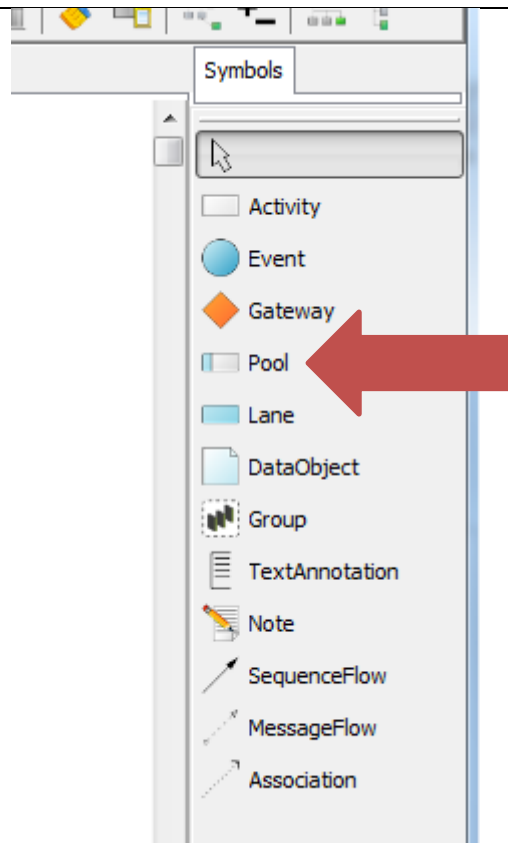 Symbols
Activity
Event
Gateway
Pool
Lane
DataObject
Group
TextAnnotation
Note
SequenceFlow
MessageFlow
Association